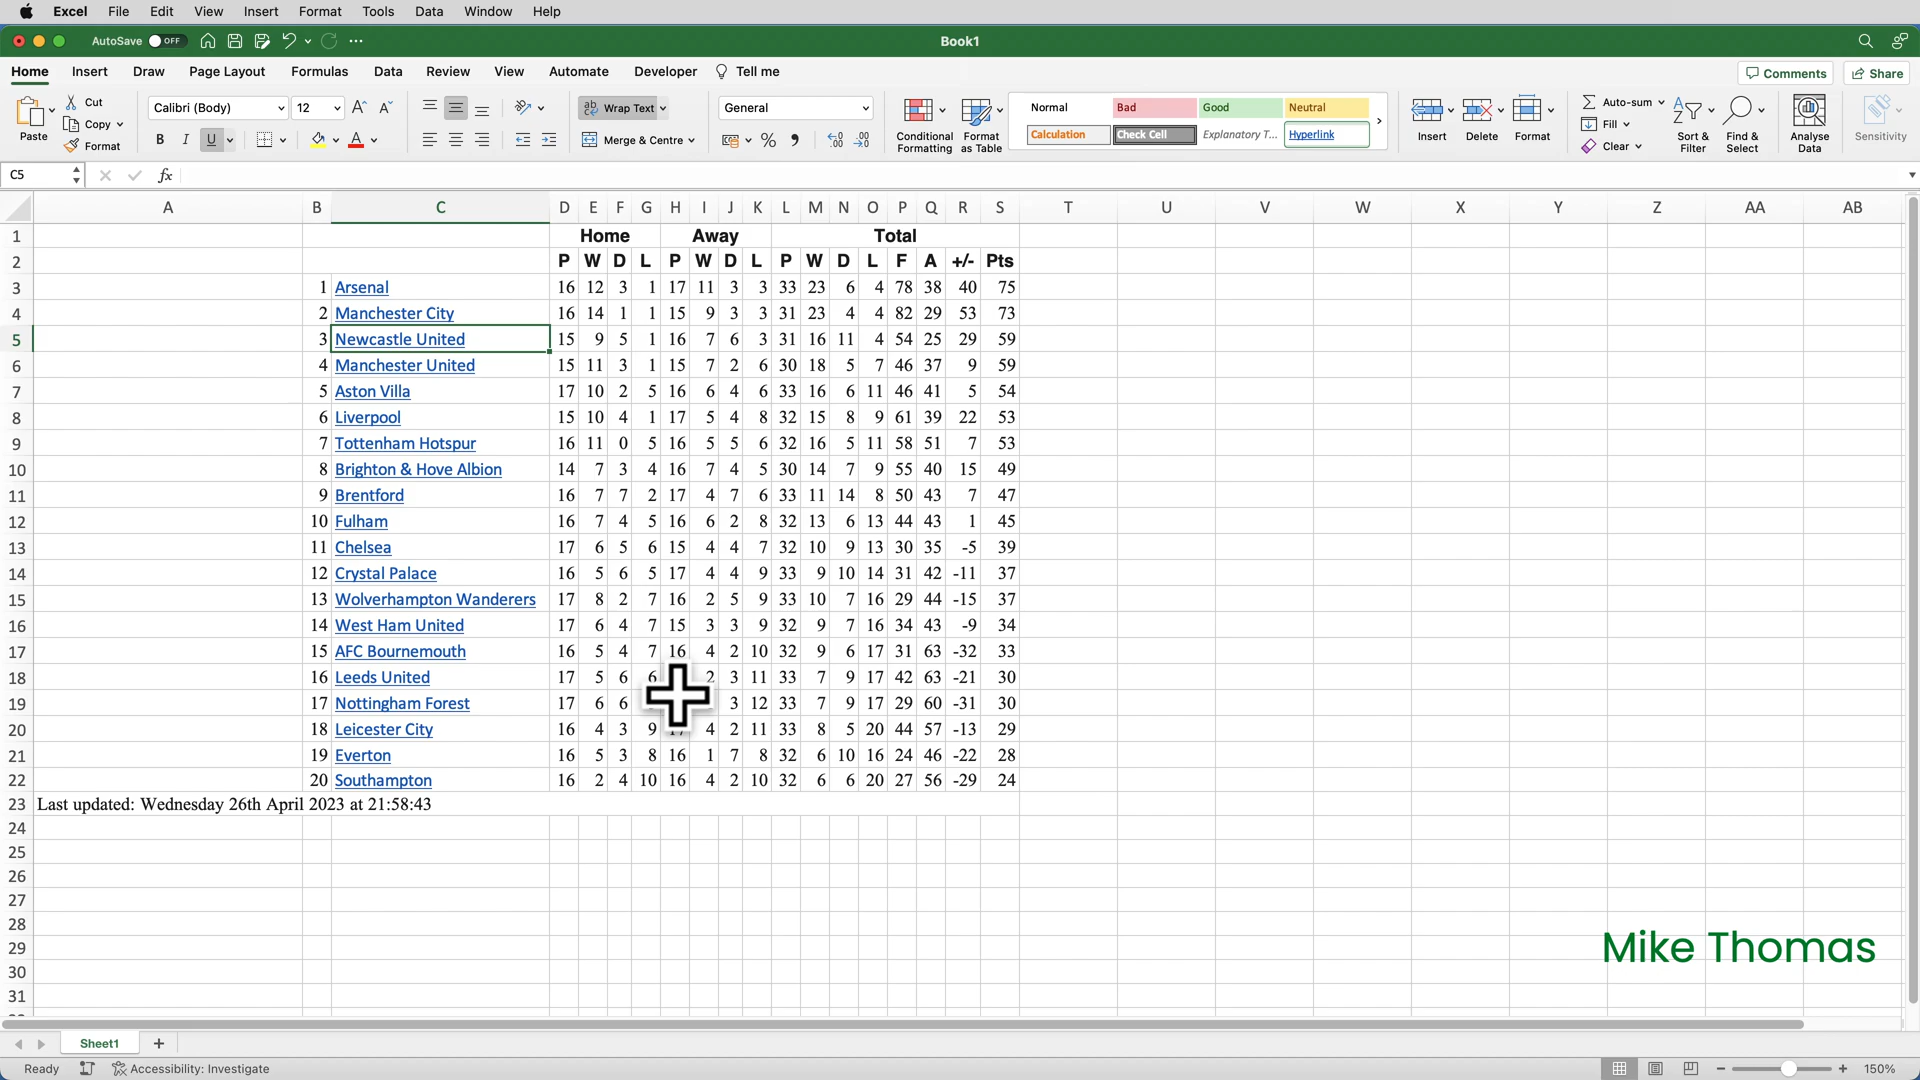 Excel File Edit View Insert Format Tools Data Window Help
AutoSave OFF Book1
Home Insert Draw Page Layout Formulas Data Review View Automate Developer Tell me Comments Share
Paste Cut Copy Format
Calibri (Body) 12
B I U
Wrap Text
Merge & Centre
General
Conditional Formatting
Format as Table
Normal Bad Good Neutral
Calculation Check Cell Explanatory T... Hyperlink
Insert Delete Format
Auto-sum
Fill
Clear
Sort & Filter
Find & Select
Analyse Data
Sensitivity
C5 fx
A B C D E F G H I J K L M N O P Q R S T U V W X Y Z AA AB
1 Home Away Total
2 P W D L P W D L P W D L F A +/- Pts
3 1 Arsenal 16 12 3 1 17 11 3 3 33 23 6 4 78 38 40 75
4 2 Manchester City 16 14 1 1 15 9 3 3 31 23 4 4 82 29 53 73
5 3 Newcastle United 15 9 5 1 16 7 6 3 31 16 11 4 54 25 29 59
6 4 Manchester United 15 11 3 1 15 7 2 6 30 18 5 7 46 37 9 59
7 5 Aston Villa 17 10 2 5 16 6 4 6 33 16 6 11 46 41 5 54
8 6 Liverpool 15 10 4 1 17 5 4 8 32 15 8 9 61 39 22 53
9 7 Tottenham Hotspur 16 11 0 5 16 5 5 6 32 16 5 11 58 51 7 53
10 8 Brighton & Hove Albion 14 7 3 4 16 7 4 5 30 14 7 9 55 40 15 49
11 9 Brentford 16 7 7 2 17 4 7 6 33 11 14 8 50 43 7 47
12 10 Fulham 16 7 4 5 16 6 2 8 32 13 6 13 44 43 1 45
13 11 Chelsea 17 6 5 6 15 4 4 7 32 10 9 13 30 35 -5 39
14 12 Crystal Palace 16 5 6 5 17 4 4 9 33 9 10 14 31 42 -11 37
15 13 Wolverhampton Wanderers 17 8 2 7 16 2 5 9 33 10 7 16 29 44 -15 37
16 14 West Ham United 17 6 4 7 15 3 3 9 32 9 7 16 34 43 -9 34
17 15 AFC Bournemouth 16 5 4 7 16 4 2 10 32 9 6 17 31 63 -32 33
18 16 Leeds United 17 5 6 6 2 3 11 33 7 9 17 42 63 -21 30
19 17 Nottingham Forest 17 6 6 3 12 33 7 9 17 29 60 -31 30
20 18 Leicester City 16 4 3 9 17 4 2 11 33 8 5 20 44 57 -13 29
21 19 Everton 16 5 3 8 16 1 7 8 32 6 10 16 24 46 -22 28
22 20 Southampton 16 2 4 10 16 4 2 10 32 6 6 20 27 56 -29 24
23 Last updated: Wednesday 26th April 2023 at 21:58:43
24
25
26
27
28
29
30
31
Mike Thomas
Sheet1
Ready Accessibility: Investigate 150%